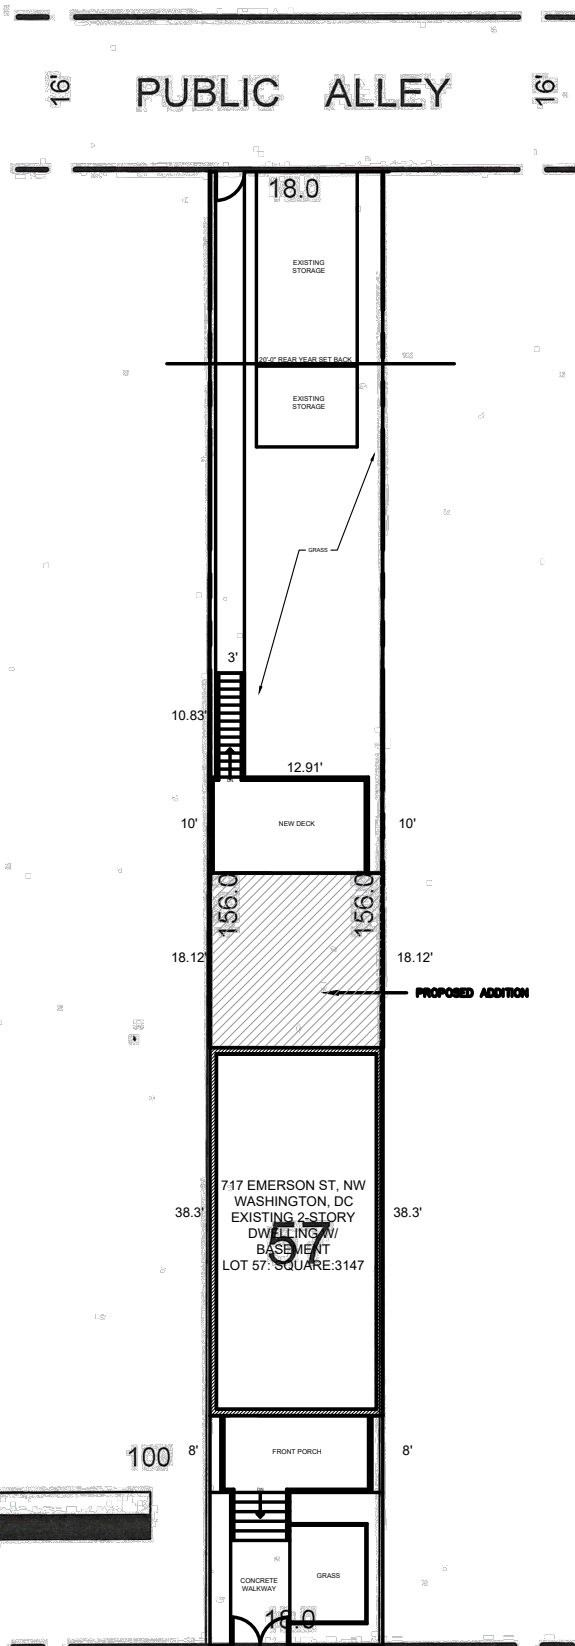 16'
PUBLIC ALLEY
16'
18.0
EXISTING
STORAGE
20'-0" REAR YEAR SET BACK
EXISTING
STORAGE
GRASS
3'
10.83'
12.91'
10'
NEW DECK
10'
156.0
156.0
18.12'
18.12'
PROPOSED ADDITION
717 EMERSON ST, NW
WASHINGTON, DC
EXISTING 2-STORY
DWELLING W/
BASEMENT
LOT 57: SQUARE:3147
57
38.3'
38.3'
100
8'
FRONT PORCH
8'
CONCRETE
WALKWAY
GRASS
18.0